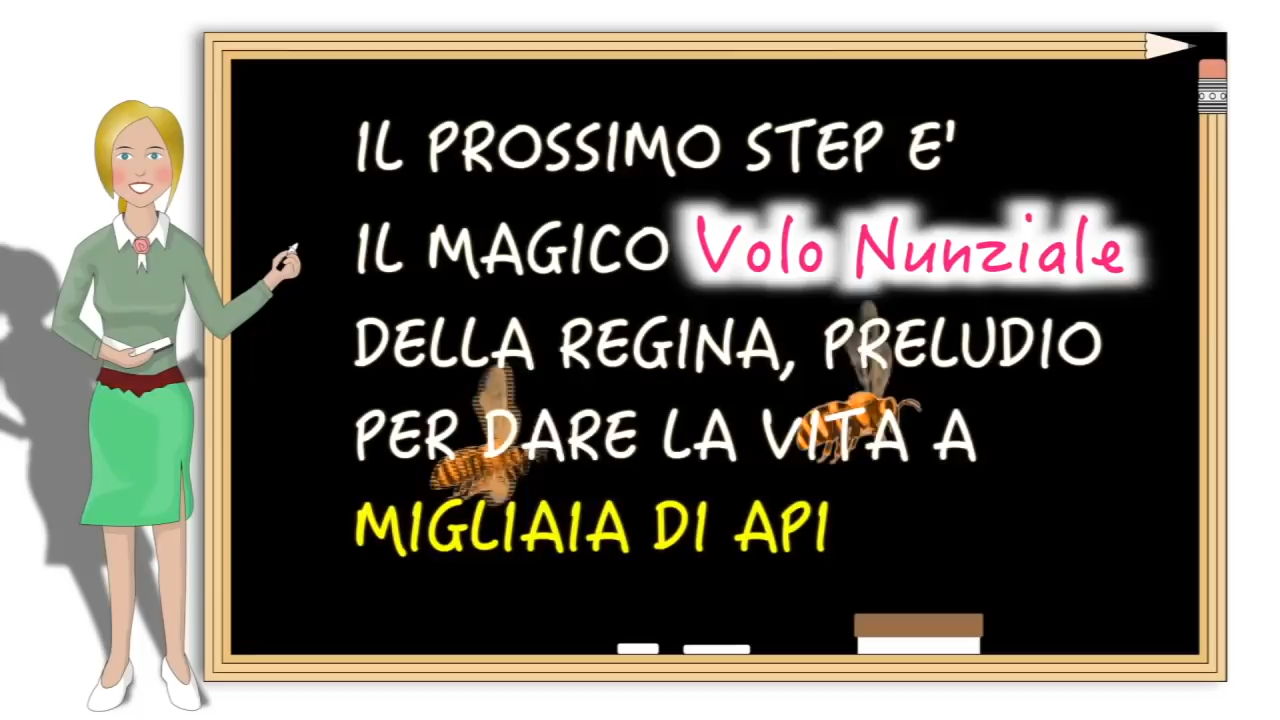 IL PROSSIMO STEP E'
IL MAGICO Volo Nunziale
DELLA REGINA, PRELUDIO
PER DARE LA VITA A
MIGLIAIA DI API